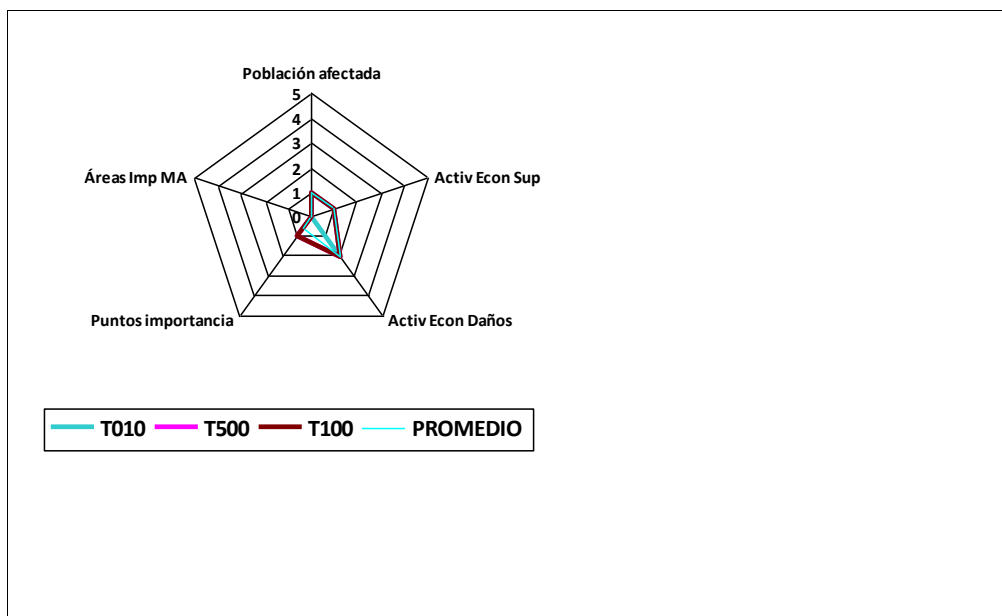 Población afectada
5
4
3
2
1
0
Áreas Imp MA
Activ Econ Sup
Puntos importancia
Activ Econ Daños
T010 T500 T100 PROMEDIO